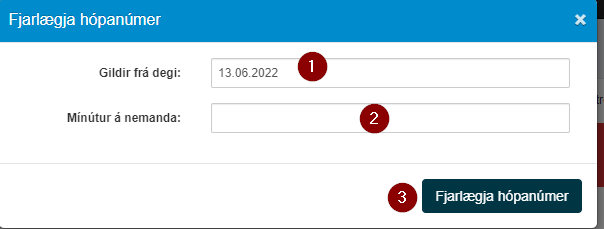 Fjarlægja hópanúmer ×
Gildir frá degi: 13.06.2022 1
Mínútur á nemanda: 2
3 Fjarlægja hópanúmer